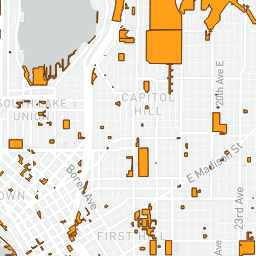 20th Ave E
CAPITOL
HILL
SOUTH LAKE
UNION
E Madison St
Boren Ave
OWN
23rd Ave
FIRST HILL